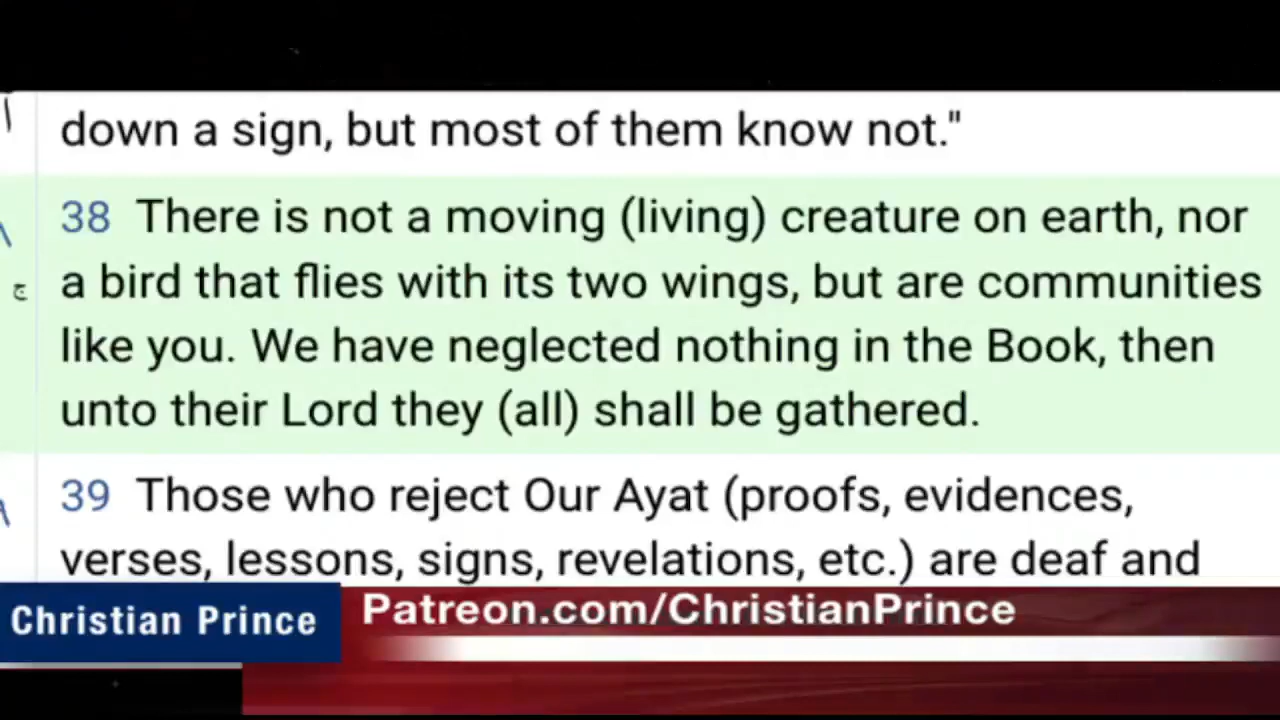 down a sign, but most of them know not."
38 There is not a moving (living) creature on earth, nor
a bird that flies with its two wings, but are communities
like you. We have neglected nothing in the Book, then
unto their Lord they (all) shall be gathered.
39 Those who reject Our Ayat (proofs, evidences,
verses, lessons, signs, revelations, etc.) are deaf and
Christian Prince
Patreon.com/ChristianPrince